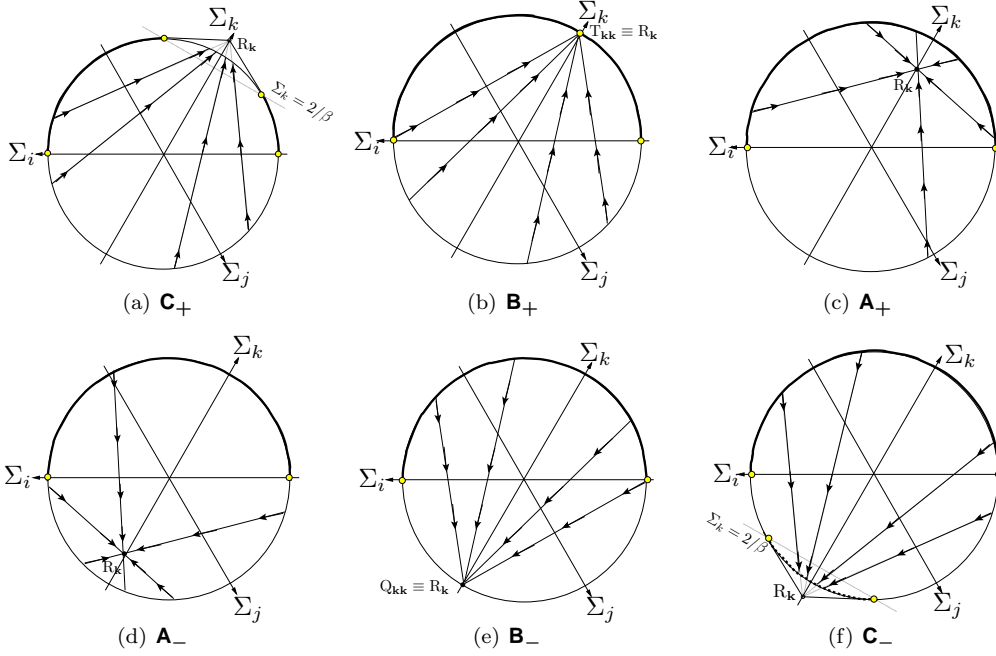 Σk
Rk
Σk = 2/β
Σi
Σj
(a) C+
Σk
Tkk ≡ Rk
Σi
Σj
(b) B+
Σk
Rk
Σi
Σj
(c) A+
Σk
Σi
Rk
Σj
(d) A−
Σk
Σi
Qkk ≡ Rk
Σj
(e) B−
Σk
Σi
Σk = 2/β
Rk
Σj
(f) C−